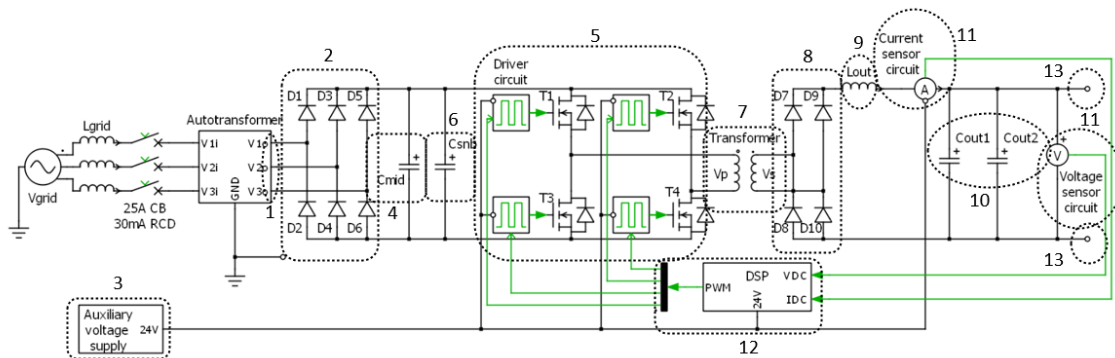 2
D1 D3 D5
D2 D4 D6
Lgrid
Vgrid
25A CB
30mA RCD
Autotransformer
V1i
V2i
V3i
V1o
V2o
V3o
GND
1
3
Auxiliary
voltage
supply
24V
Cmid
4
6
Csnb
5
Driver
circuit
T1
T2
T3
T4
7
Transformer
Vp
Vs
8
D7 D9
D8 D10
9
Lout
Current
sensor
circuit
11
A
13
Cout1
Cout2
10
11
V
Voltage
sensor
circuit
13
DSP
PWM
24V
VDC
IDC
12